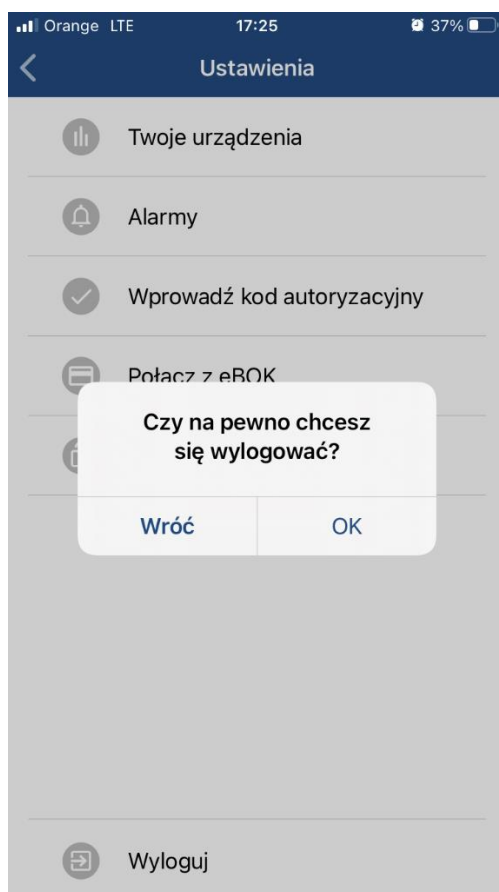 Orange LTE 17:25 37%
Ustawienia
Twoje urządzenia
Alarmy
Wprowadź kod autoryzacyjny
Połącz z eBOK
Czy na pewno chcesz
się wylogować?
Wróć OK
Wyloguj